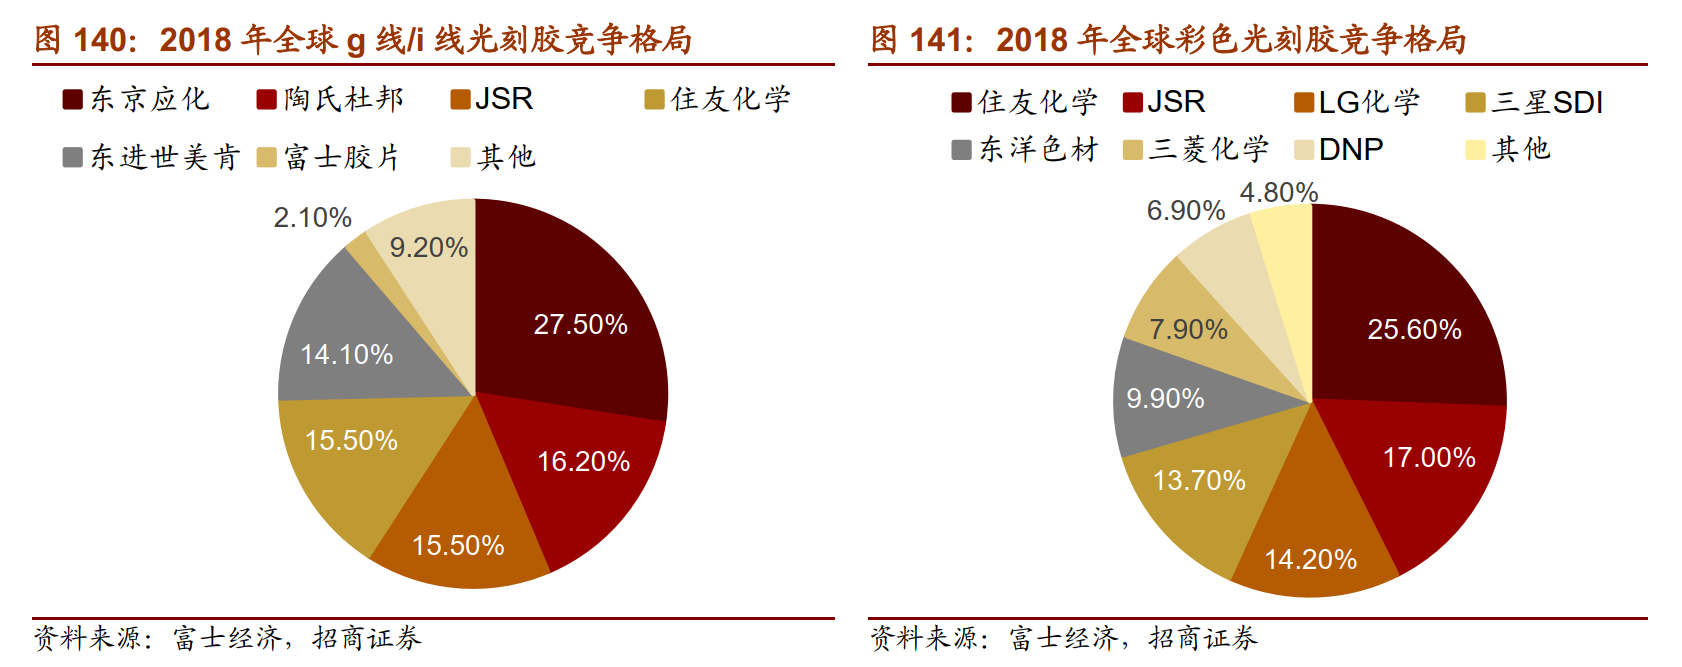 图 140：2018 年全球 g 线/i 线光刻胶竞争格局
东京应化 陶氏杜邦 JSR 住友化学
东进世美肯 富士胶片 其他
2.10%
9.20%
27.50%
14.10%
15.50%
16.20%
15.50%
资料来源：富士经济，招商证券
图 141：2018 年全球彩色光刻胶竞争格局
住友化学 JSR LG化学 三星SDI
东洋色材 三菱化学 DNP 其他
4.80%
6.90%
7.90%
25.60%
9.90%
17.00%
13.70%
14.20%
资料来源：富士经济，招商证券